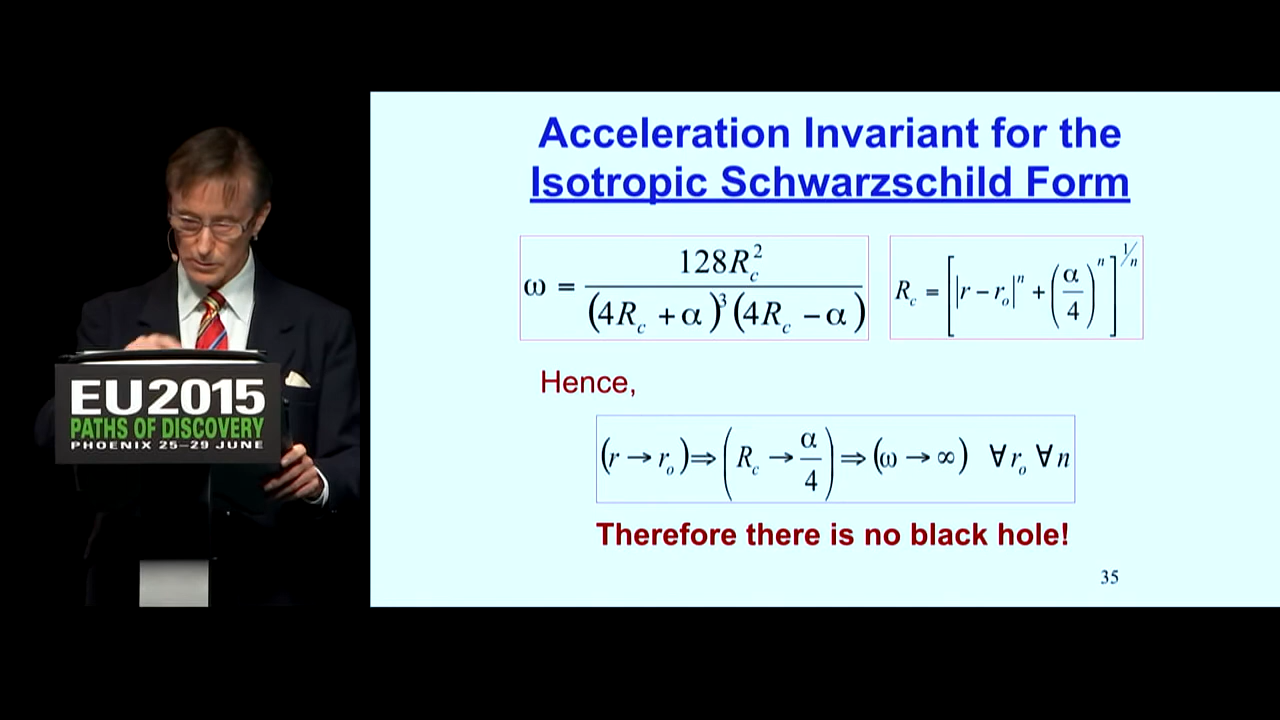 Acceleration Invariant for the
Isotropic Schwarzschild Form
ω = 128R_c^2 / (4R_c + α)^3 (4R_c − α)
R_c = [|r − r_o|^n + (α/4)^n]^{1/n}
Hence,
(r → r_o) ⇒ (R_c → α/4) ⇒ (ω → ∞) ∀ r_o ∀ n
Therefore there is no black hole!
35
EU2015
PATHS OF DISCOVERY
PHOENIX 25–29 JUNE